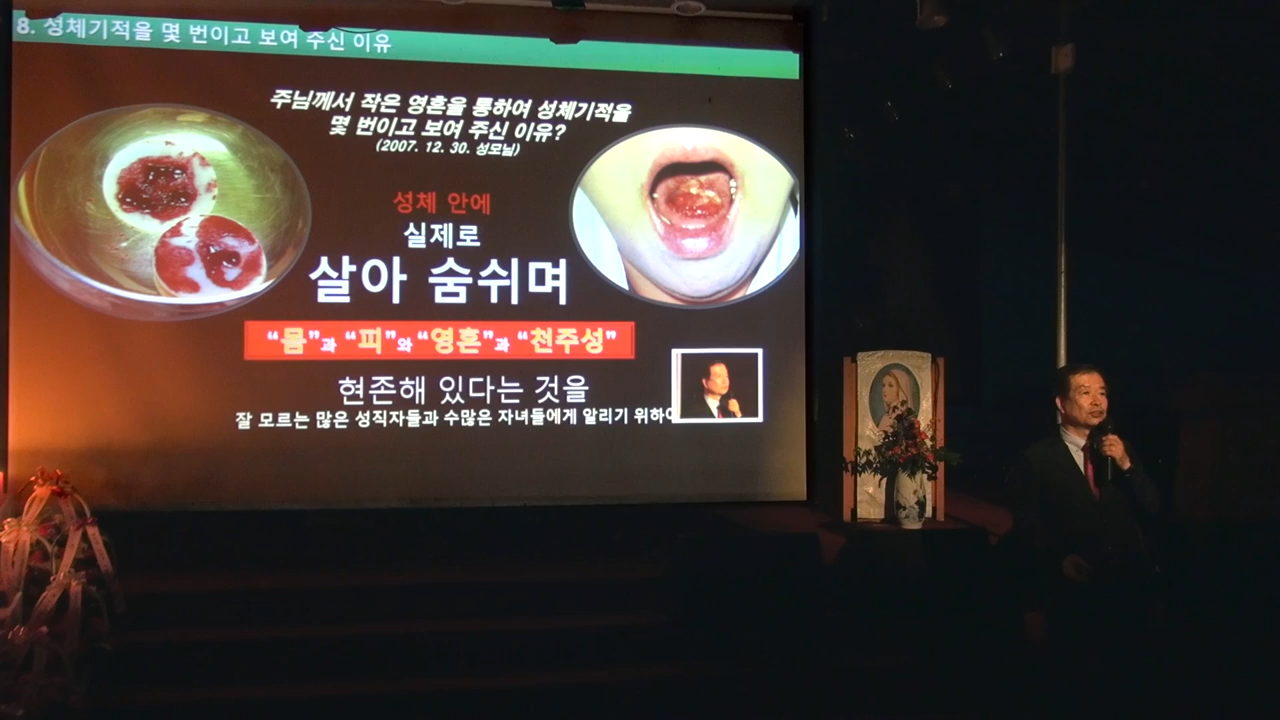 8. 성체기적을 몇 번이고 보여 주신 이유
주님께서 작은 영혼을 통하여 성체기적을
몇 번이고 보여 주신 이유?
(2007. 12. 30. 성모님)
성체 안에
실제로
살아 숨쉬며
“몸”과 “피”와 “영혼”과 “천주성”
현존해 있다는 것을
잘 모르는 많은 성직자들과 수많은 자녀들에게 알리기